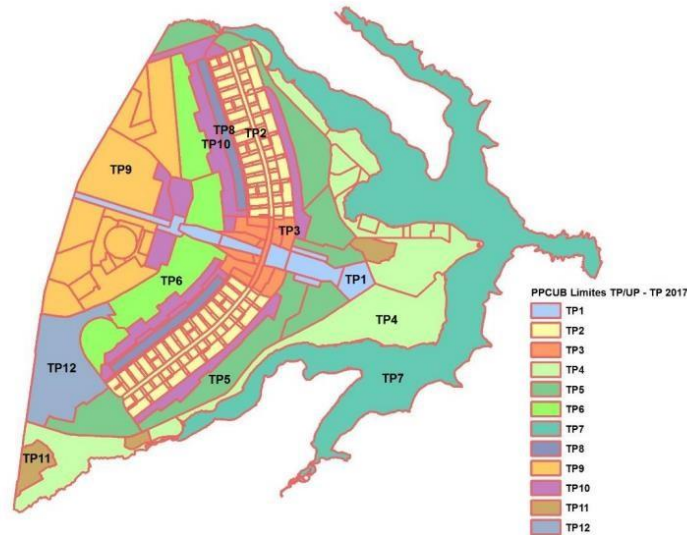 TP8
TP2
TP10
TP9
TP3
TP6
TP1
TP4
TP12
TP5
TP7
TP11
PPCUB Limites TP/UP - TP 2017
TP1
TP2
TP3
TP4
TP5
TP6
TP7
TP8
TP9
TP10
TP11
TP12